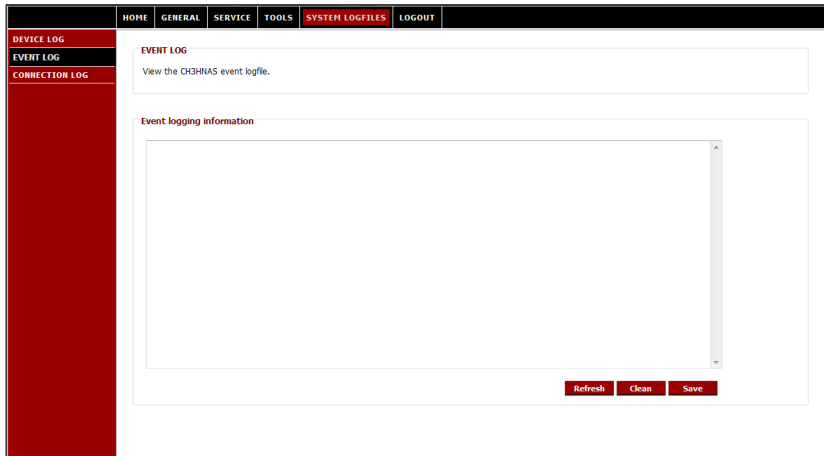 HOME GENERAL SERVICE TOOLS SYSTEM LOGFILES LOGOUT
DEVICE LOG
EVENT LOG
CONNECTION LOG
EVENT LOG
View the CH3HNAS event logfile.
Event logging information
Refresh Clean Save